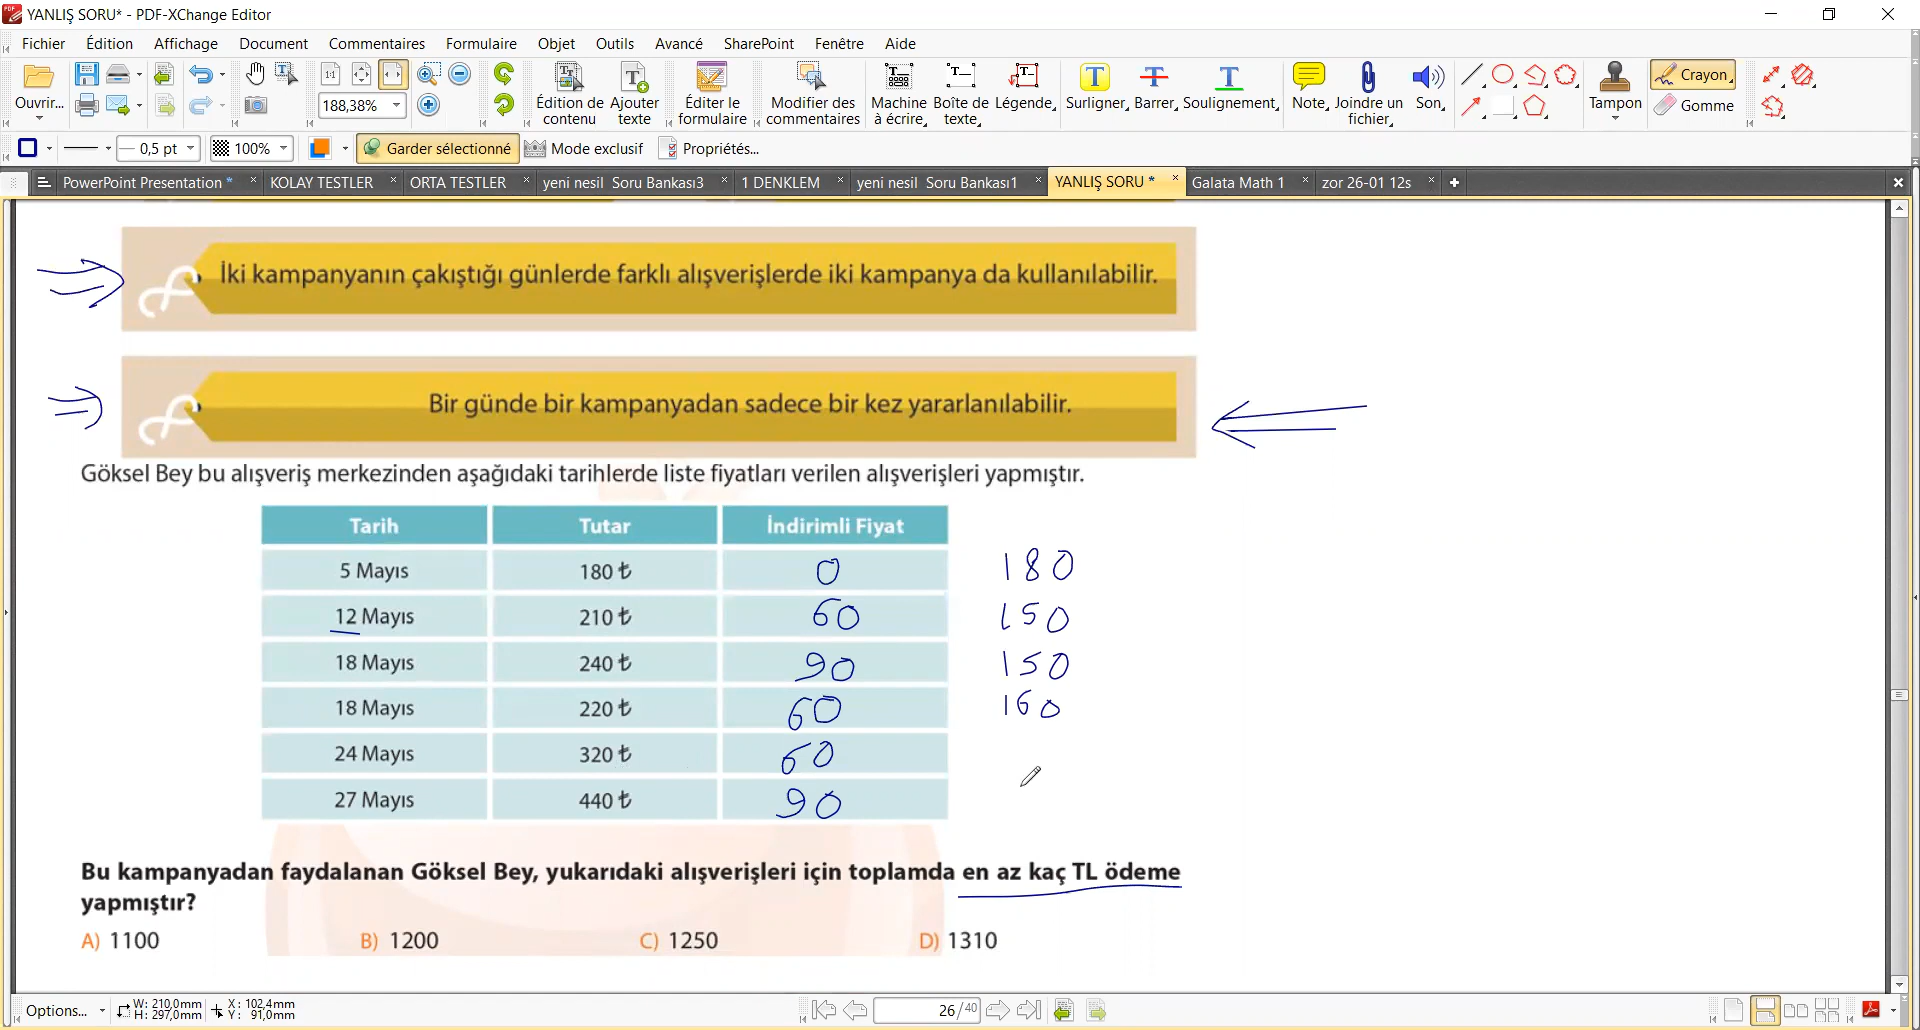 YANLIŞ SORU* - PDF-XChange Editor
Fichier Édition Affichage Document Commentaires Formulaire Objet Outils Avancé SharePoint Fenêtre Aide
Ouvrir... 1:1 188,38% Édition de contenu Ajouter texte Éditer le formulaire Modifier des commentaires Machine à écrire Boîte de texte Légende Surligner Barrer Soulignement Note Joindre un fichier Son Tampon Crayon Gomme
0,5 pt 100% Garder sélectionné Mode exclusif Propriétés...
PowerPoint Presentation * KOLAY TESTLER ORTA TESTLER yeni nesil Soru Bankası3 1 DENKLEM yeni nesil Soru Bankası1 YANLIŞ SORU * Galata Math 1 zor 26-01 12s
İki kampanyanın çakıştığı günlerde farklı alışverişlerde iki kampanya da kullanılabilir.
Bir günde bir kampanyadan sadece bir kez yararlanılabilir.
Göksel Bey bu alışveriş merkezinden aşağıdaki tarihlerde liste fiyatları verilen alışverişleri yapmıştır.
Tarih Tutar İndirimli Fiyat
5 Mayıs 180 ₺ 0 180
12 Mayıs 210 ₺ 60 150
18 Mayıs 240 ₺ 90 150
18 Mayıs 220 ₺ 60 160
24 Mayıs 320 ₺ 60
27 Mayıs 440 ₺ 90
Bu kampanyadan faydalanan Göksel Bey, yukarıdaki alışverişleri için toplamda en az kaç TL ödeme
yapmıştır?
A) 1100 B) 1200 C) 1250 D) 1310
Options... W: 210,0mm H: 297,0mm X: 102,4mm Y: 91,0mm 26/40